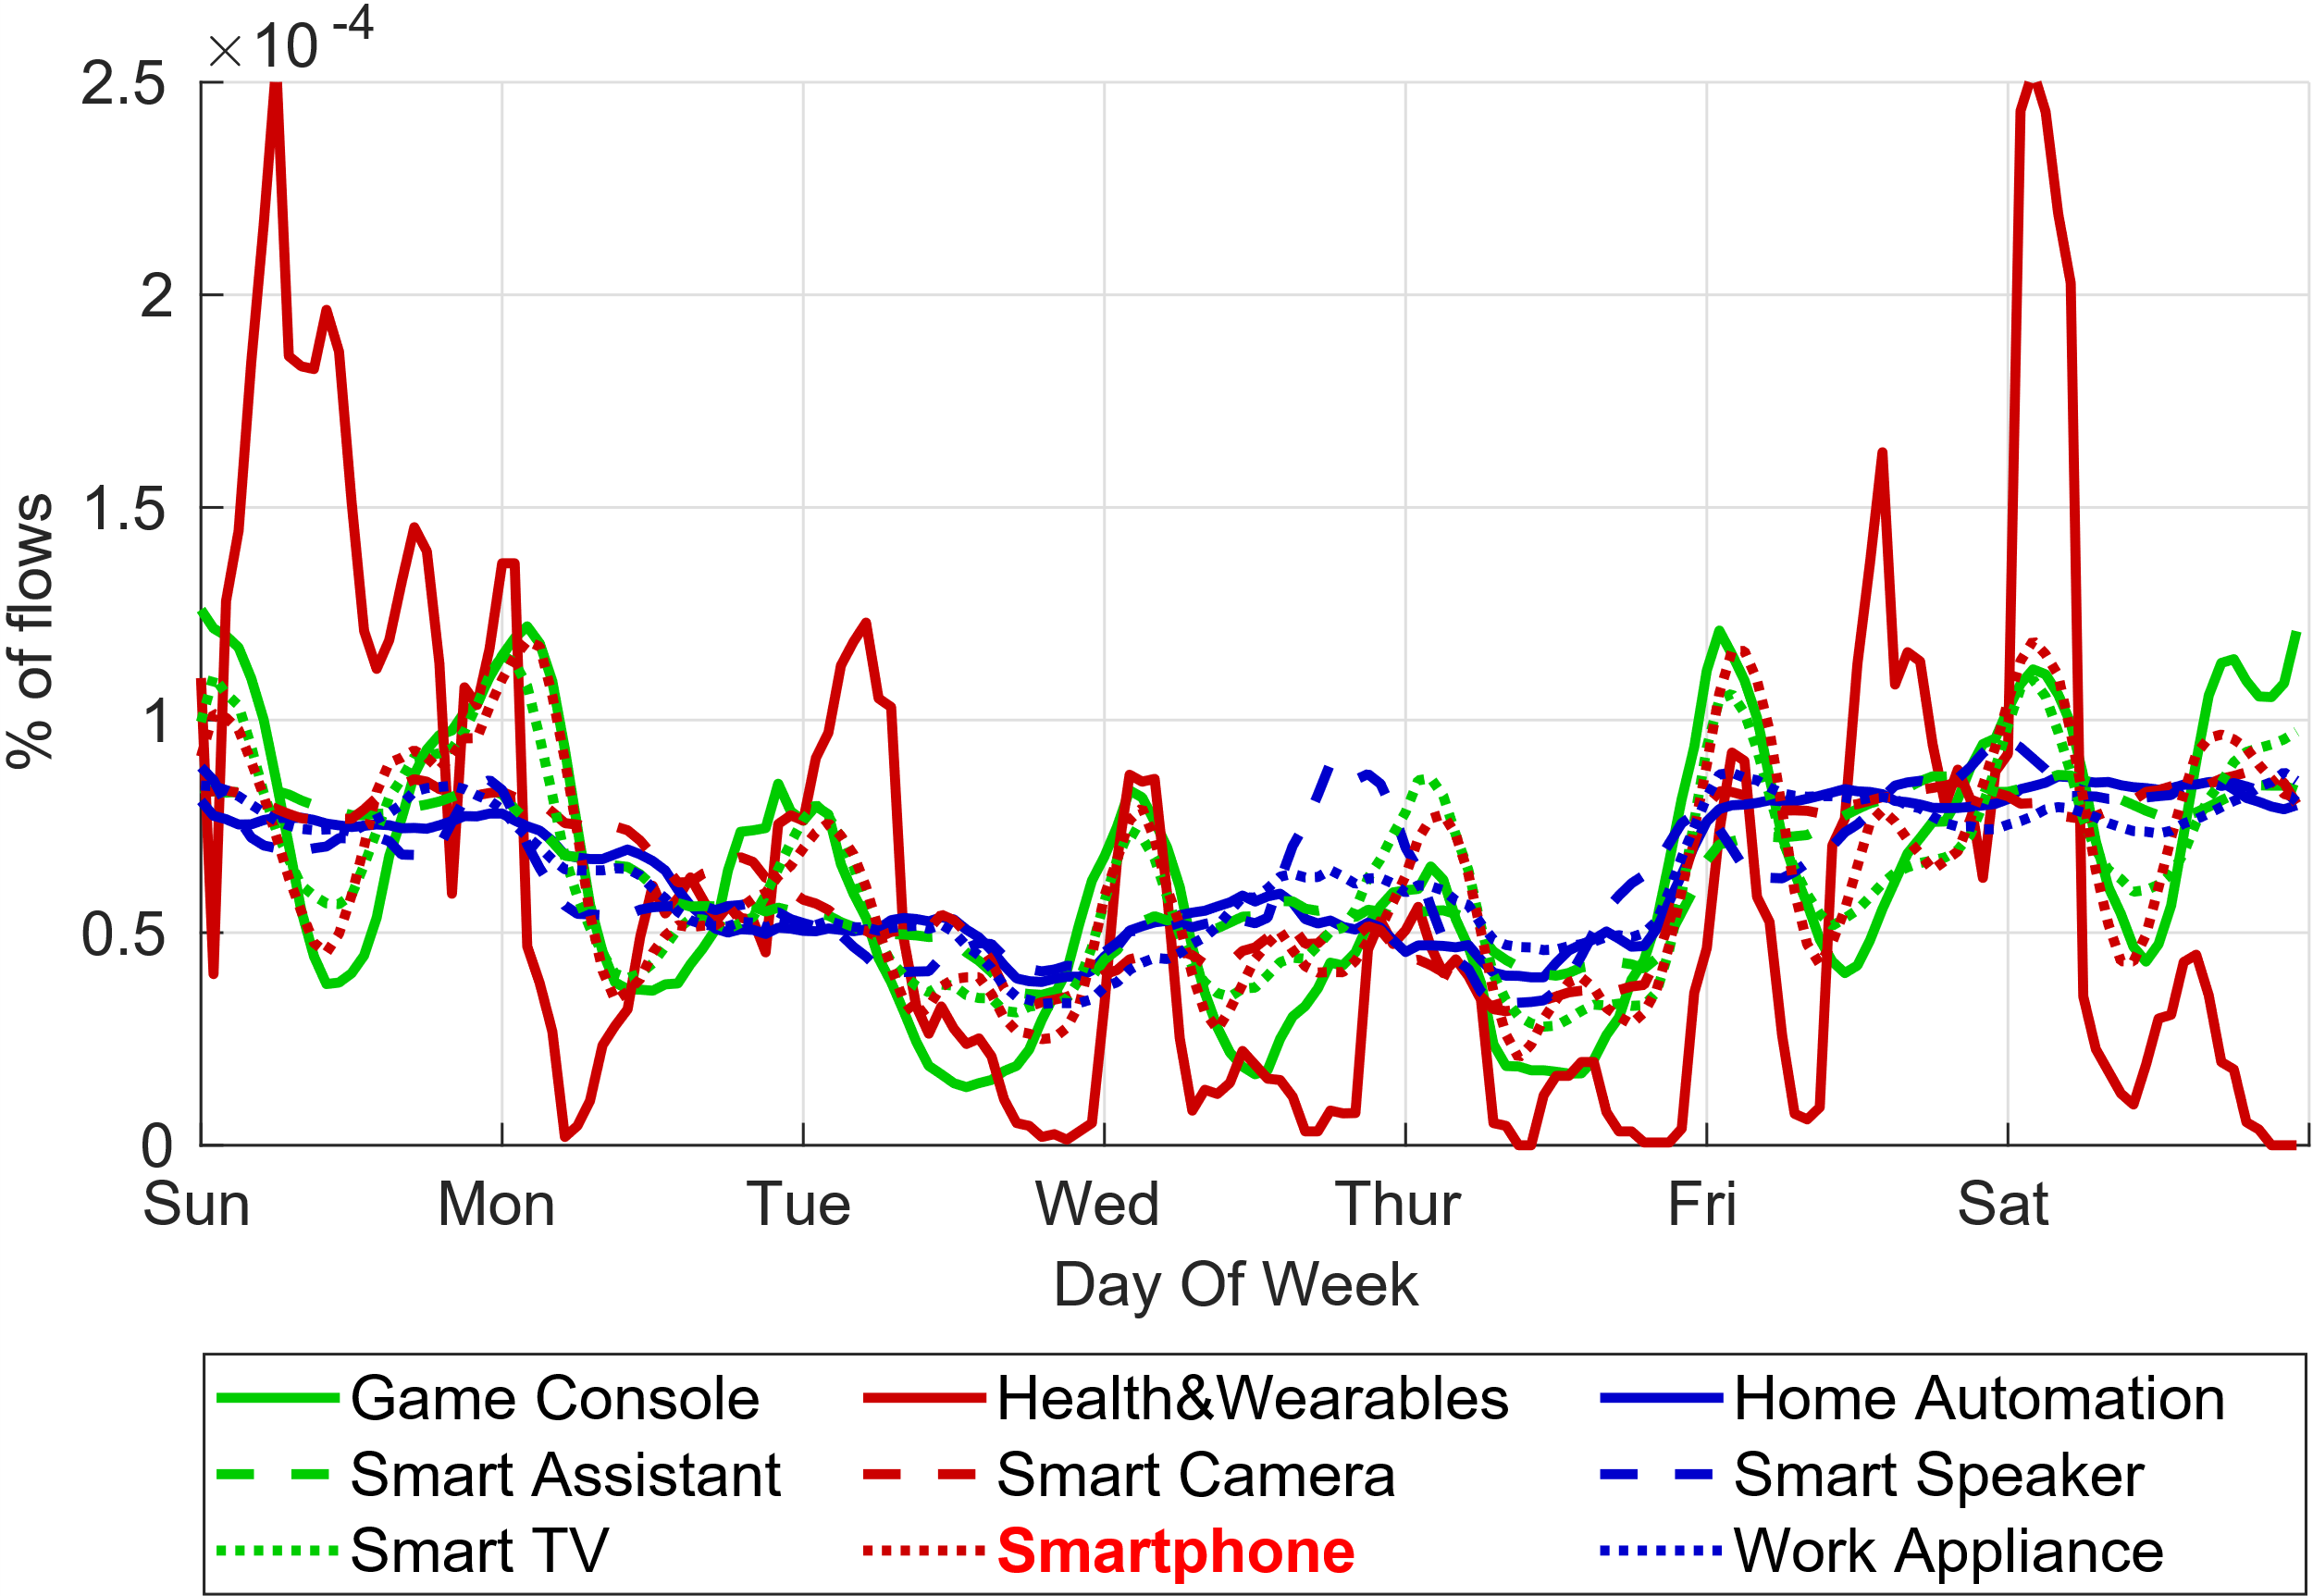 ×10 -4
2.5
2
1.5
1
0.5
0
% of flows
Sun Mon Tue Wed Thur Fri Sat
Day Of Week
Game Console Health&Wearables Home Automation
Smart Assistant Smart Camera Smart Speaker
Smart TV Smartphone Work Appliance